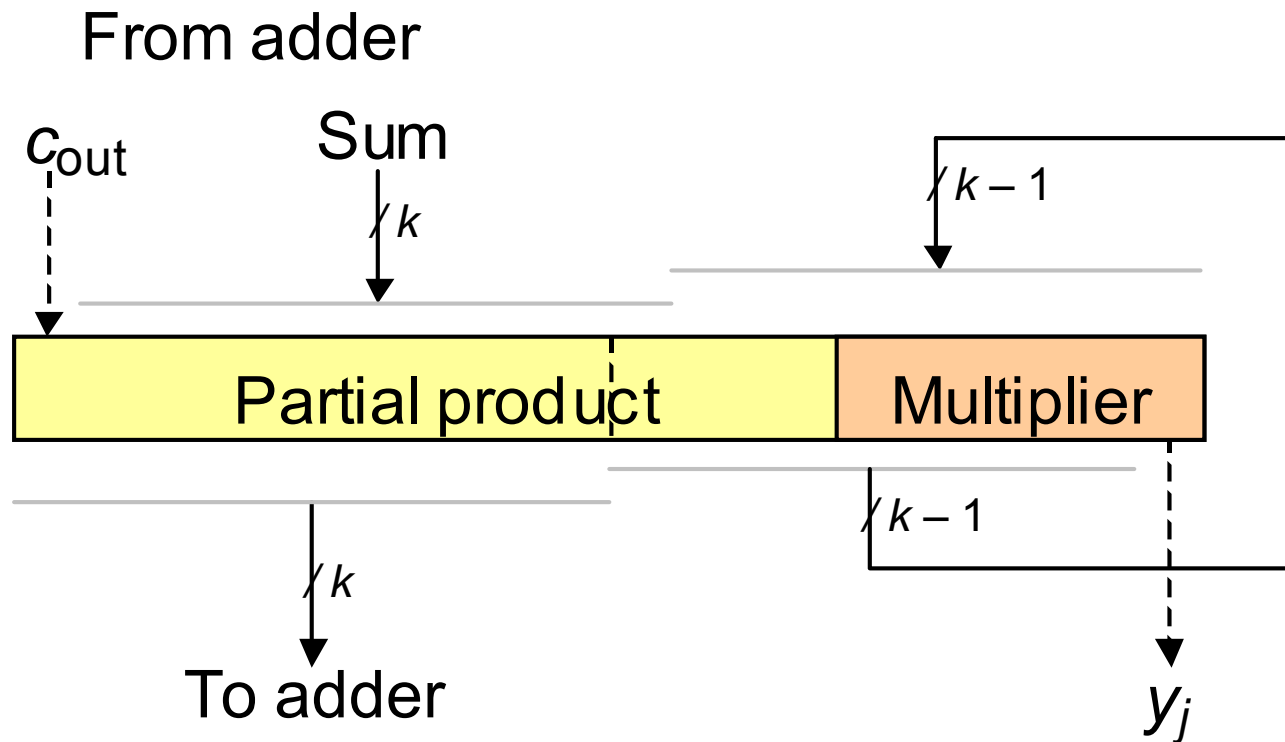 From adder
c_out
Sum
/ k
/ k – 1
Partial product
Multiplier
/ k
/ k – 1
To adder
y_j